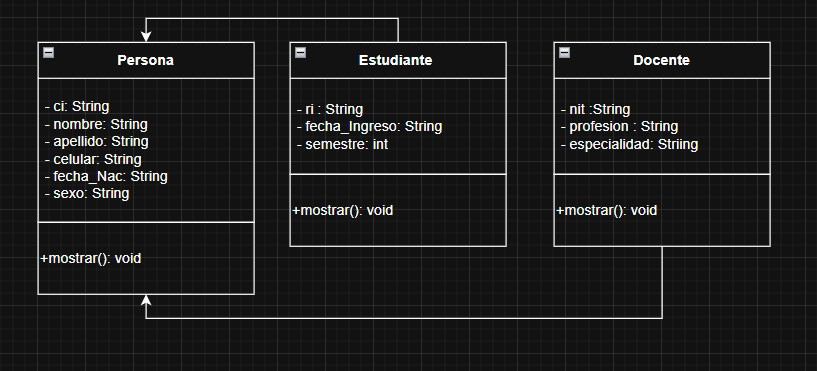 Persona
- ci: String
- nombre: String
- apellido: String
- celular: String
- fecha_Nac: String
- sexo: String
+mostrar(): void
Estudiante
- ri : String
- fecha_Ingreso: String
- semestre: int
+mostrar(): void
Docente
- nit :String
- profesion : String
- especialidad: Striing
+mostrar(): void